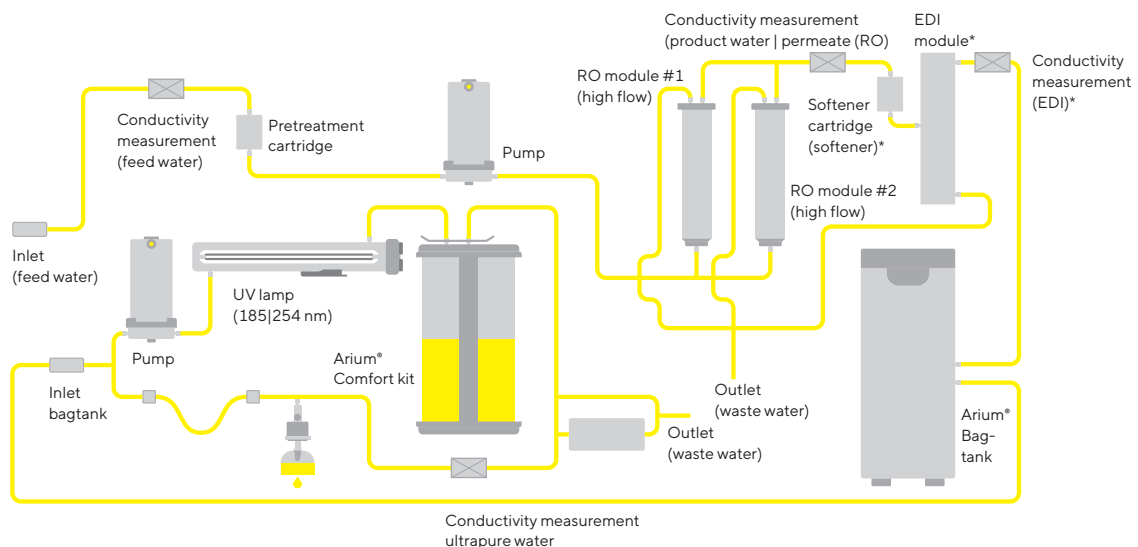 Conductivity measurement
(product water | permeate (RO)
EDI
module*
Conductivity
measurement
(EDI)*
RO module #1
(high flow)
Softener
cartridge
(softener)*
Conductivity
measurement
(feed water)
Pretreatment
cartridge
Pump
RO module #2
(high flow)
Inlet
(feed water)
UV lamp
(185|254 nm)
Pump
Arium®
Comfort kit
Inlet
bagtank
Outlet
(waste water)
Outlet
(waste water)
Arium®
Bag-
tank
Conductivity measurement
ultrapure water